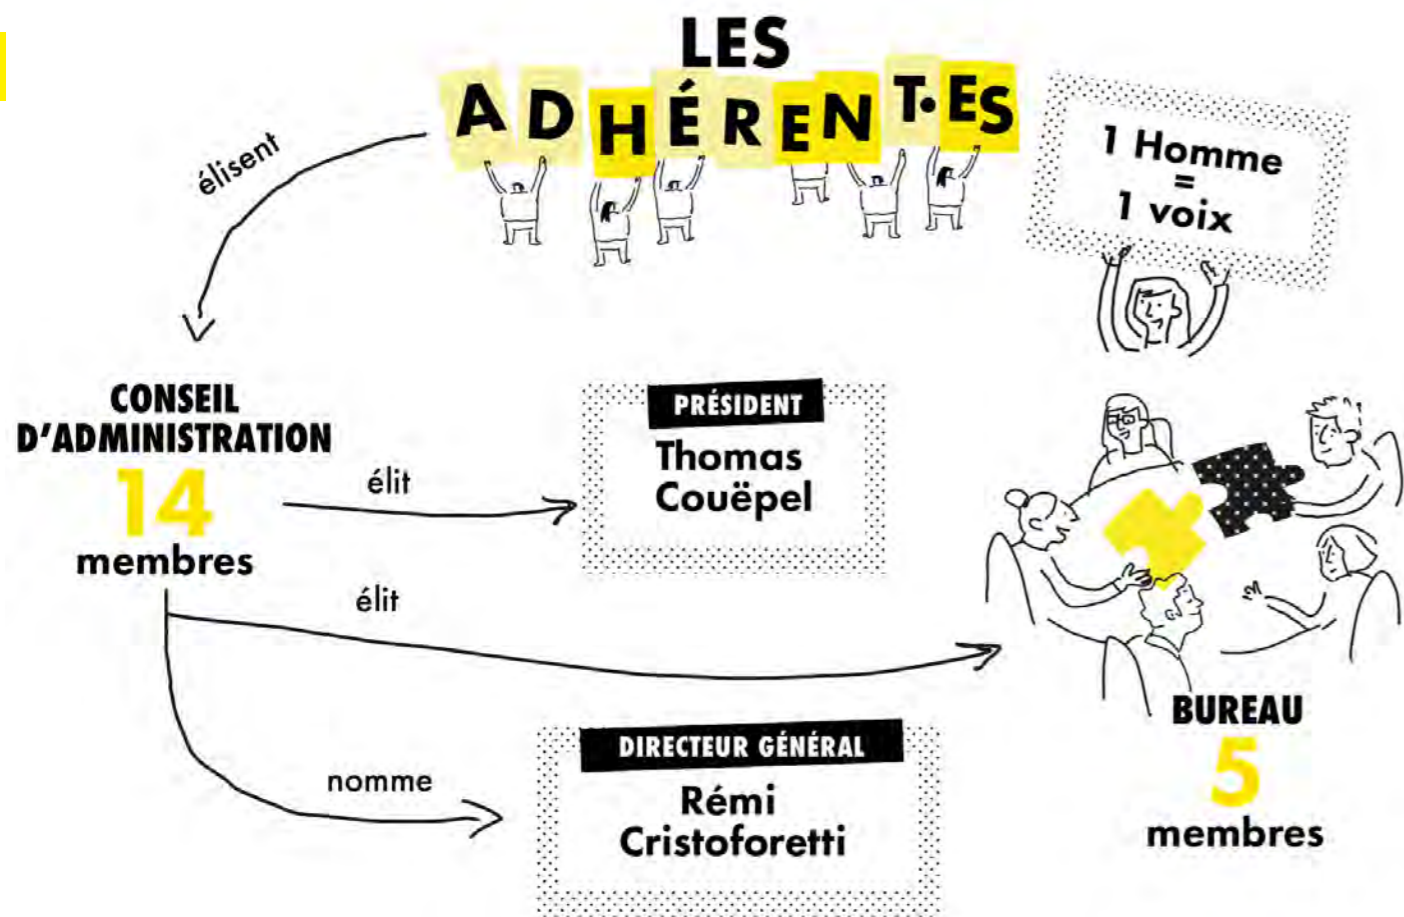 LES
ADHÉRENT·ES
1 Homme
=
1 voix
élisent
CONSEIL
D'ADMINISTRATION
14
membres
élit
PRÉSIDENT
Thomas
Couëpel
élit
BUREAU
5
membres
nomme
DIRECTEUR GÉNÉRAL
Rémi
Cristoforetti